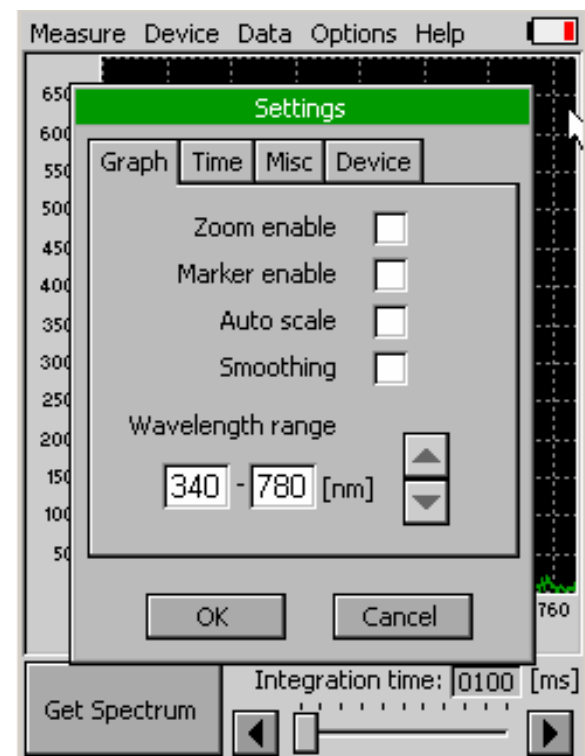 Measure Device Data Options Help
650
Settings
600
Graph Time Misc Device
550
500
Zoom enable
450
Marker enable
400
Auto scale
350
Smoothing
300
250
Wavelength range
200
340 - 780 [nm]
150
100
50
OK Cancel
760
Integration time: 0100 [ms]
Get Spectrum